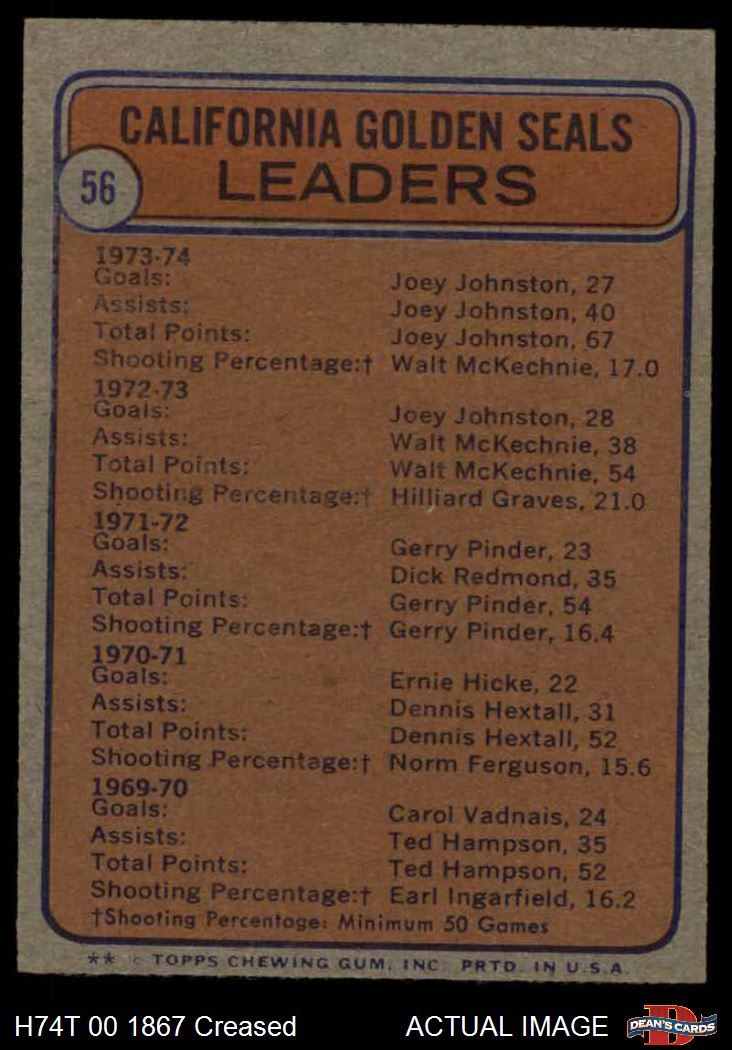 CALIFORNIA GOLDEN SEALS
LEADERS
56
1973-74
Goals: Joey Johnston, 27
Assists: Joey Johnston, 40
Total Points: Joey Johnston, 67
Shooting Percentage:† Walt McKechnie, 17.0
1972-73
Goals: Joey Johnston, 28
Assists: Walt McKechnie, 38
Total Points: Walt McKechnie, 54
Shooting Percentage:† Hilliard Graves, 21.0
1971-72
Goals: Gerry Pinder, 23
Assists: Dick Redmond, 35
Total Points: Gerry Pinder, 54
Shooting Percentage:† Gerry Pinder, 16.4
1970-71
Goals: Ernie Hicke, 22
Assists: Dennis Hextall, 31
Total Points: Dennis Hextall, 52
Shooting Percentage:† Norm Ferguson, 15.6
1969-70
Goals: Carol Vadnais, 24
Assists: Ted Hampson, 35
Total Points: Ted Hampson, 52
Shooting Percentage:† Earl Ingarfield, 16.2
†Shooting Percentage: Minimum 50 Games
** © TOPPS CHEWING GUM, INC. PRTD. IN U.S.A.
H74T 00 1867 Creased ACTUAL IMAGE D DEAN'S CARDS